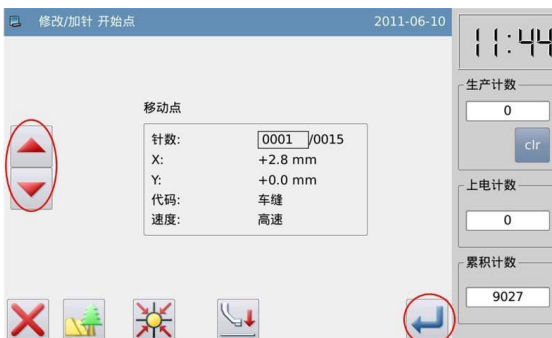 修改/加针 开始点 2011-06-10
11:44
生产计数
0
clr
上电计数
0
累积计数
9027
移动点
针数: 0001 /0015
X: +2.8 mm
Y: +0.0 mm
代码: 车缝
速度: 高速